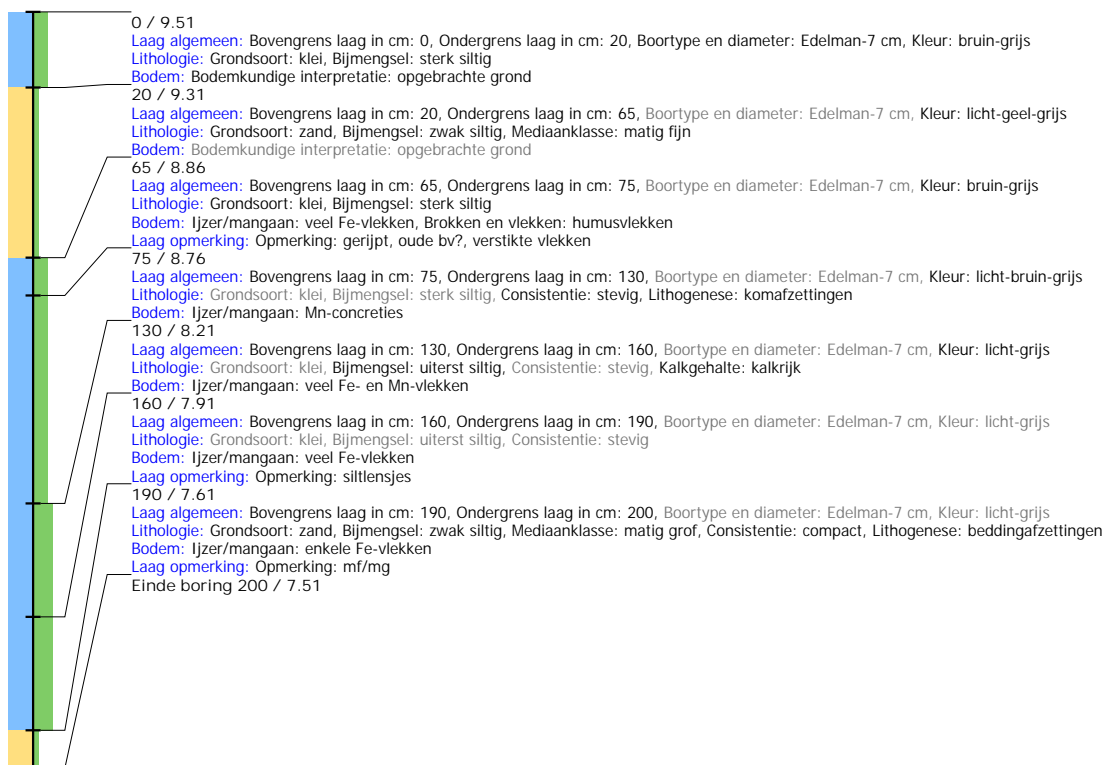 0 / 9.51
Laag algemeen: Bovengrens laag in cm: 0, Ondergrens laag in cm: 20, Boortype en diameter: Edelman-7 cm, Kleur: bruin-grijs
Lithologie: Grondsoort: klei, Bijmengsel: sterk siltig
Bodem: Bodemkundige interpretatie: opgebrachte grond
20 / 9.31
Laag algemeen: Bovengrens laag in cm: 20, Ondergrens laag in cm: 65, Boortype en diameter: Edelman-7 cm, Kleur: licht-geel-grijs
Lithologie: Grondsoort: zand, Bijmengsel: zwak siltig, Mediaanklasse: matig fijn
Bodem: Bodemkundige interpretatie: opgebrachte grond
65 / 8.86
Laag algemeen: Bovengrens laag in cm: 65, Ondergrens laag in cm: 75, Boortype en diameter: Edelman-7 cm, Kleur: bruin-grijs
Lithologie: Grondsoort: klei, Bijmengsel: sterk siltig
Bodem: Ijzer/mangaan: veel Fe-vlekken, Brokken en vlekken: humusvlekken
Laag opmerking: Opmerking: gerijpt, oude bv?, verstikte vlekken
75 / 8.76
Laag algemeen: Bovengrens laag in cm: 75, Ondergrens laag in cm: 130, Boortype en diameter: Edelman-7 cm, Kleur: licht-bruin-grijs
Lithologie: Grondsoort: klei, Bijmengsel: sterk siltig, Consistentie: stevig, Lithogenese: komafzettingen
Bodem: Ijzer/mangaan: Mn-concreties
130 / 8.21
Laag algemeen: Bovengrens laag in cm: 130, Ondergrens laag in cm: 160, Boortype en diameter: Edelman-7 cm, Kleur: licht-grijs
Lithologie: Grondsoort: klei, Bijmengsel: uiterst siltig, Consistentie: stevig, Kalkgehalte: kalkrijk
Bodem: Ijzer/mangaan: veel Fe- en Mn-vlekken
160 / 7.91
Laag algemeen: Bovengrens laag in cm: 160, Ondergrens laag in cm: 190, Boortype en diameter: Edelman-7 cm, Kleur: licht-grijs
Lithologie: Grondsoort: klei, Bijmengsel: uiterst siltig, Consistentie: stevig
Bodem: Ijzer/mangaan: veel Fe-vlekken
Laag opmerking: Opmerking: siltlensjes
190 / 7.61
Laag algemeen: Bovengrens laag in cm: 190, Ondergrens laag in cm: 200, Boortype en diameter: Edelman-7 cm, Kleur: licht-grijs
Lithologie: Grondsoort: zand, Bijmengsel: zwak siltig, Mediaanklasse: matig grof, Consistentie: compact, Lithogenese: beddingafzettingen
Bodem: Ijzer/mangaan: enkele Fe-vlekken
Laag opmerking: Opmerking: mf/mg
Einde boring 200 / 7.51